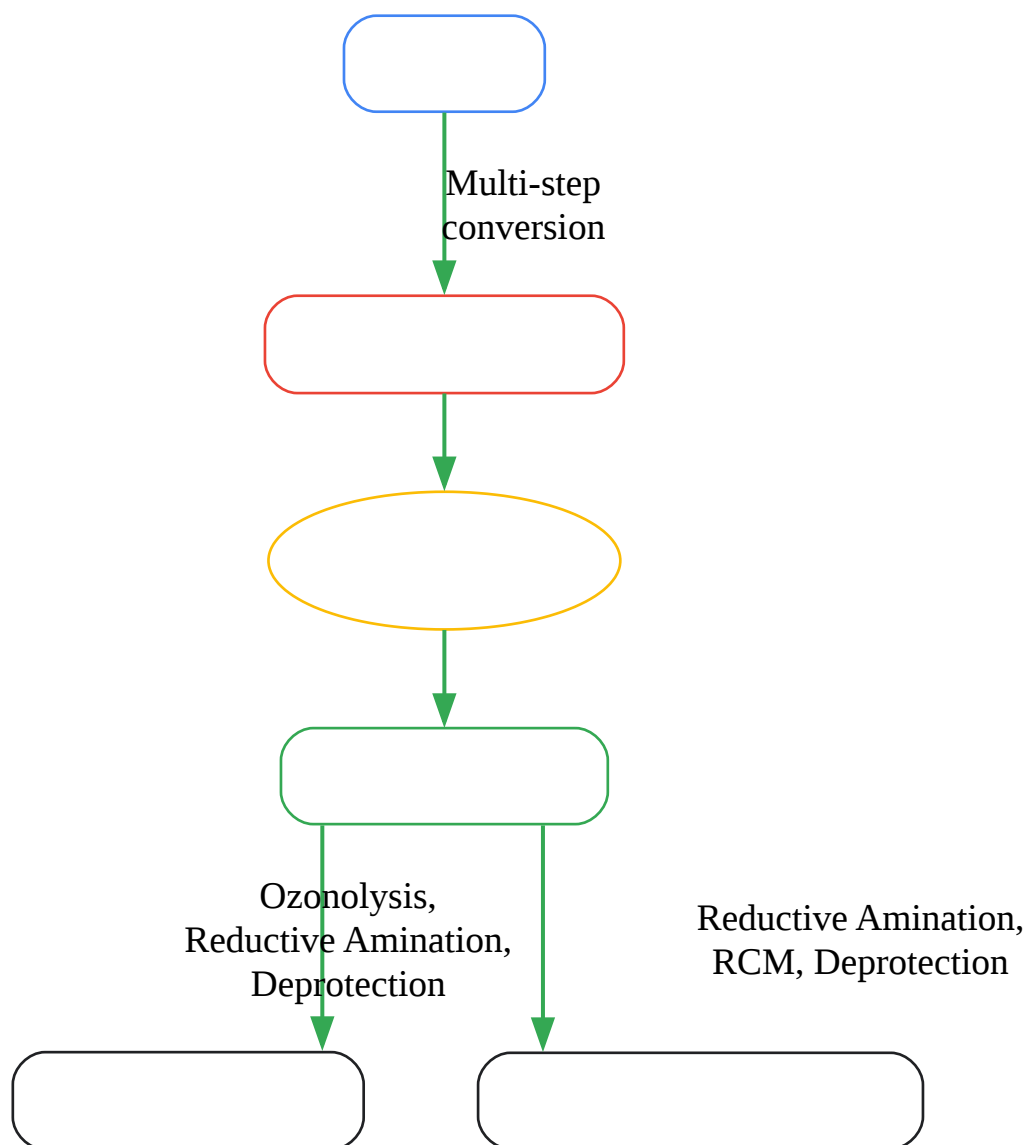 Multi-step
conversion
Ozonolysis,
Reductive Amination,
Deprotection
Reductive Amination,
RCM, Deprotection